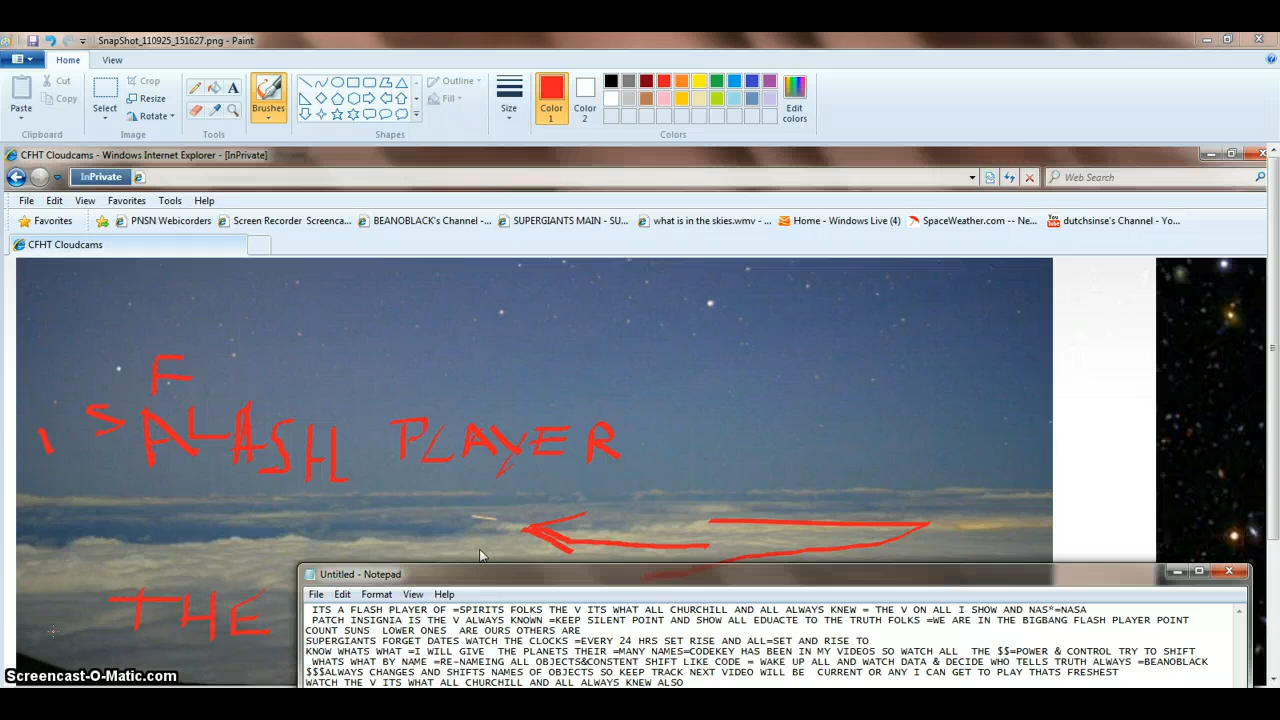 SnapShot_110925_151627.png - Paint
Home View
Cut
Copy
Paste
Clipboard
Select
Crop
Resize
Rotate
Image
A
Tools
Brushes
Outline
Fill
Shapes
Size
Color 1
Color 2
Edit colors
Colors
CFHT Cloudcams - Windows Internet Explorer - [InPrivate]
InPrivate
Web Search
File Edit View Favorites Tools Help
Favorites PNSN Webicorders Screen Recorder Screenca... BEANOBLACK's Channel -... SUPERGIANTS MAIN - SU... what is in the skies.wmv - ... Home - Windows Live (4) SpaceWeather.com -- Ne... You Tube dutchsinse's Channel - Yo...
CFHT Cloudcams
F
I S A LASH PLAYER
THE
Untitled - Notepad
File Edit Format View Help
ITS A FLASH PLAYER OF =SPIRITS FOLKS THE V ITS WHAT ALL CHURCHILL AND ALL ALWAYS KNEW = THE V ON ALL I SHOW AND NAS*=NASA
PATCH INSIGNIA IS THE V ALWAYS KNOWN =KEEP SILENT POINT AND SHOW ALL EDUACTE TO THE TRUTH FOLKS =WE ARE IN THE BIGBANG FLASH PLAYER POINT
COUNT SUNS LOWER ONES ARE OURS OTHERS ARE
SUPERGIANTS FORGET DATES WATCH THE CLOCKS =EVERY 24 HRS SET RISE AND ALL=SET AND RISE TO
KNOW WHATS WHAT =I WILL GIVE THE PLANETS THEIR =MANY NAMES=CODEKEY HAS BEEN IN MY VIDEOS SO WATCH ALL THE $$=POWER & CONTROL TRY TO SHIFT
WHATS WHAT BY NAME =RE-NAMEING ALL OBJECTS&CONSTENT SHIFT LIKE CODE = WAKE UP ALL AND WATCH DATA & DECIDE WHO TELLS TRUTH ALWAYS =BEANOBLACK
$$$ALWAYS CHANGES AND SHIFTS NAMES OF OBJECTS SO KEEP TRACK NEXT VIDEO WILL BE CURRENT OR ANY I CAN GET TO PLAY THATS FRESHEST
WATCH THE V ITS WHAT ALL CHURCHILL AND ALL ALWAYS KNEW ALSO
Screencast-O-Matic.com